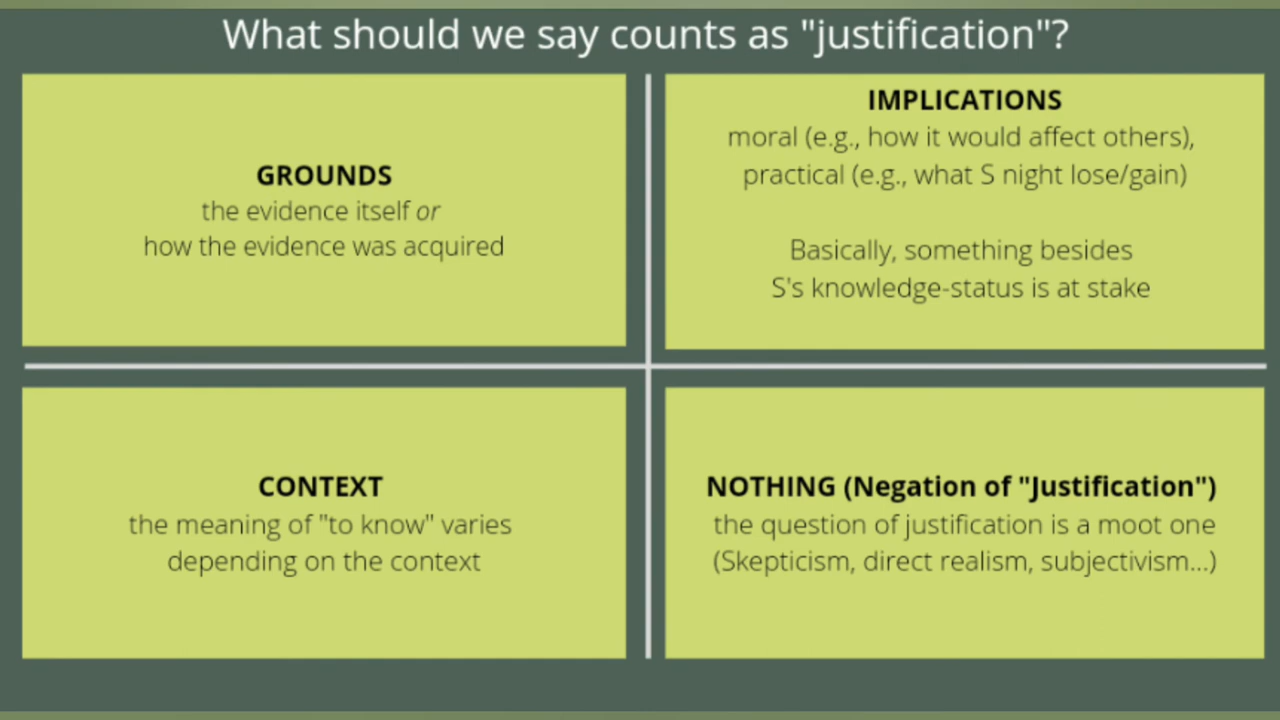 What should we say counts as "justification"?
GROUNDS
the evidence itself or
how the evidence was acquired
IMPLICATIONS
moral (e.g., how it would affect others),
practical (e.g., what S night lose/gain)
Basically, something besides
S's knowledge-status is at stake
CONTEXT
the meaning of "to know" varies
depending on the context
NOTHING (Negation of "Justification")
the question of justification is a moot one
(Skepticism, direct realism, subjectivism...)